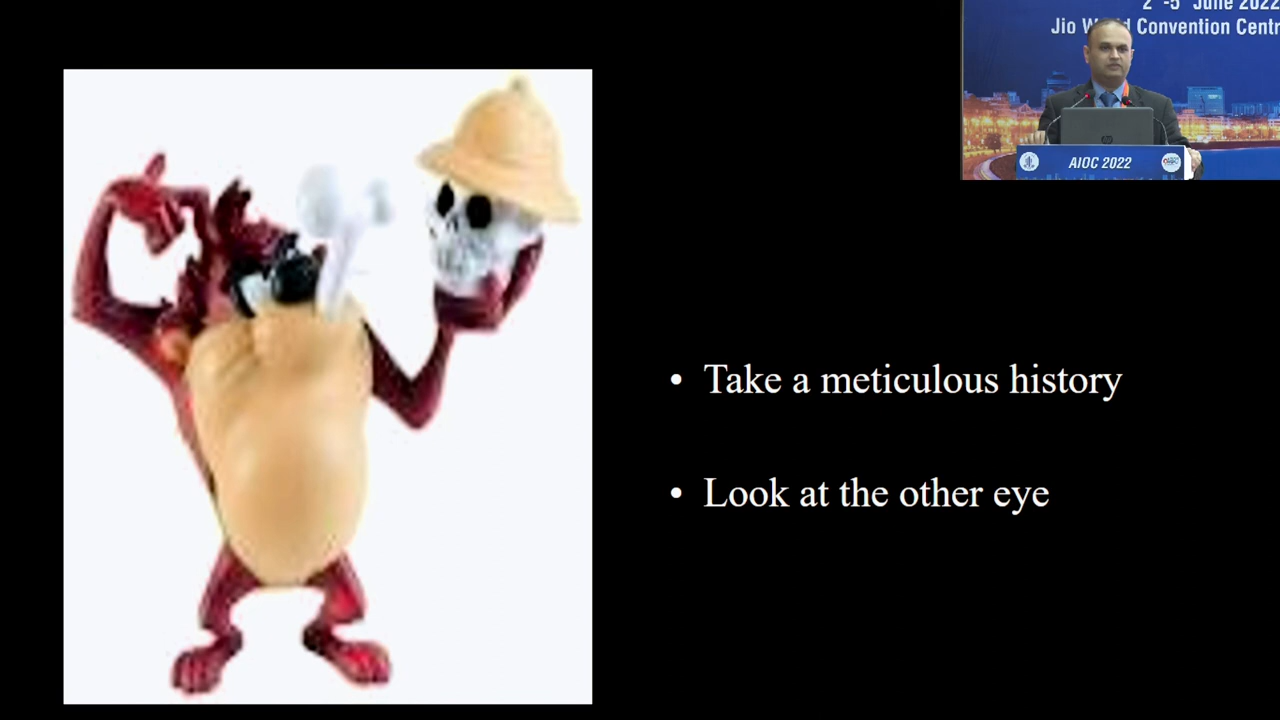 2 -5 June 2022
Jio World Convention Centr
AIOC 2022
• Take a meticulous history
• Look at the other eye